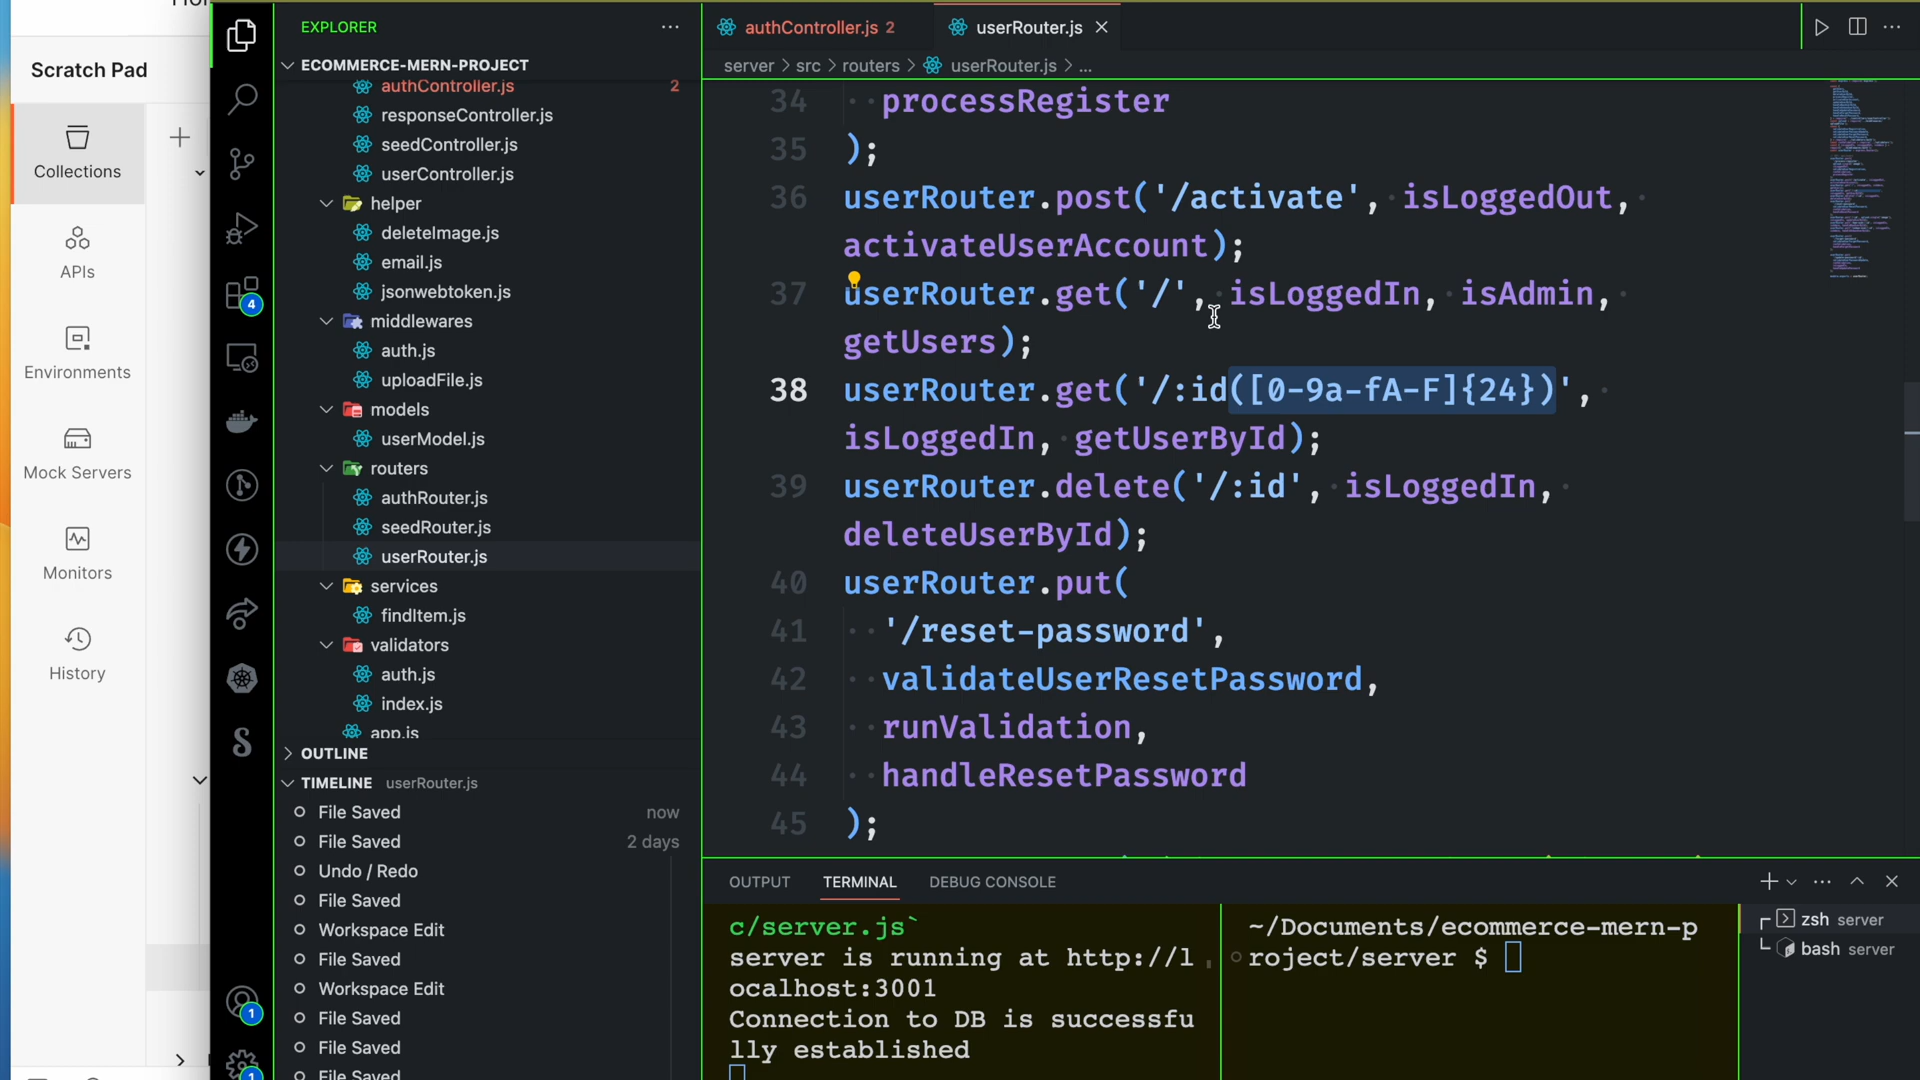 Scratch Pad
Collections
APIs
Environments
Mock Servers
Monitors
History
4
1
1
EXPLORER
ECOMMERCE-MERN-PROJECT
authController.js 2
responseController.js
seedController.js
userController.js
helper
deleteImage.js
email.js
jsonwebtoken.js
middlewares
auth.js
uploadFile.js
models
userModel.js
routers
authRouter.js
seedRouter.js
userRouter.js
services
findItem.js
validators
auth.js
index.js
app.js
OUTLINE
TIMELINE userRouter.js
File Saved now
File Saved 2 days
Undo / Redo
File Saved
Workspace Edit
File Saved
Workspace Edit
File Saved
File Saved
File Saved
authController.js 2
userRouter.js
server > src > routers > userRouter.js > ...
34 processRegister
35 );
36 userRouter.post('/activate', isLoggedOut,
activateUserAccount);
37 userRouter.get('/', isLoggedIn, isAdmin,
getUsers);
38 userRouter.get('/:id([0-9a-fA-F]{24})',
isLoggedIn, getUserById);
39 userRouter.delete('/:id', isLoggedIn,
deleteUserById);
40 userRouter.put(
41 '/reset-password',
42 validateUserResetPassword,
43 runValidation,
44 handleResetPassword
45 );
OUTPUT TERMINAL DEBUG CONSOLE
c/server.js`
server is running at http://l
ocalhost:3001
Connection to DB is successfu
lly established
~/Documents/ecommerce-mern-p
roject/server $
zsh server
bash server